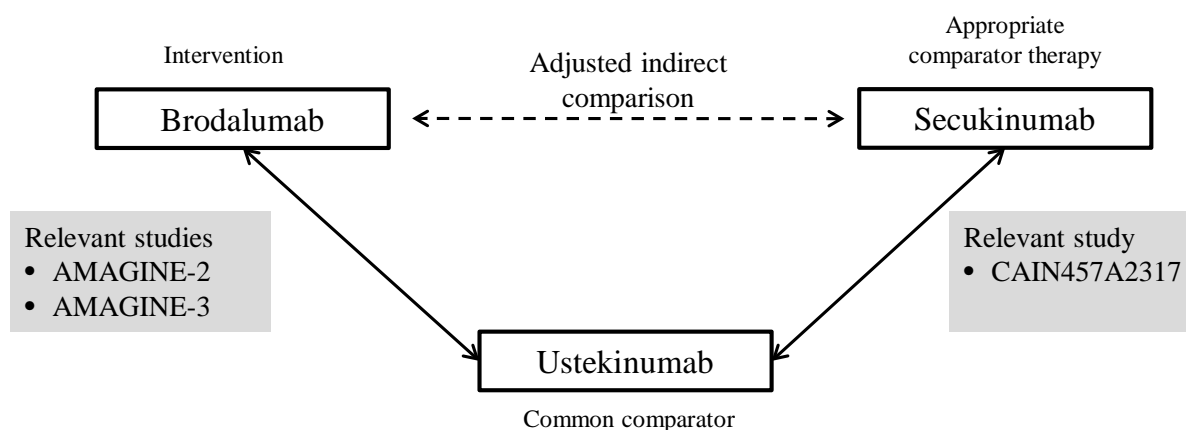 Intervention
Brodalumab
Adjusted indirect
comparison
Appropriate
comparator therapy
Secukinumab
Relevant studies
• AMAGINE-2
• AMAGINE-3
Relevant study
• CAIN457A2317
Ustekinumab
Common comparator